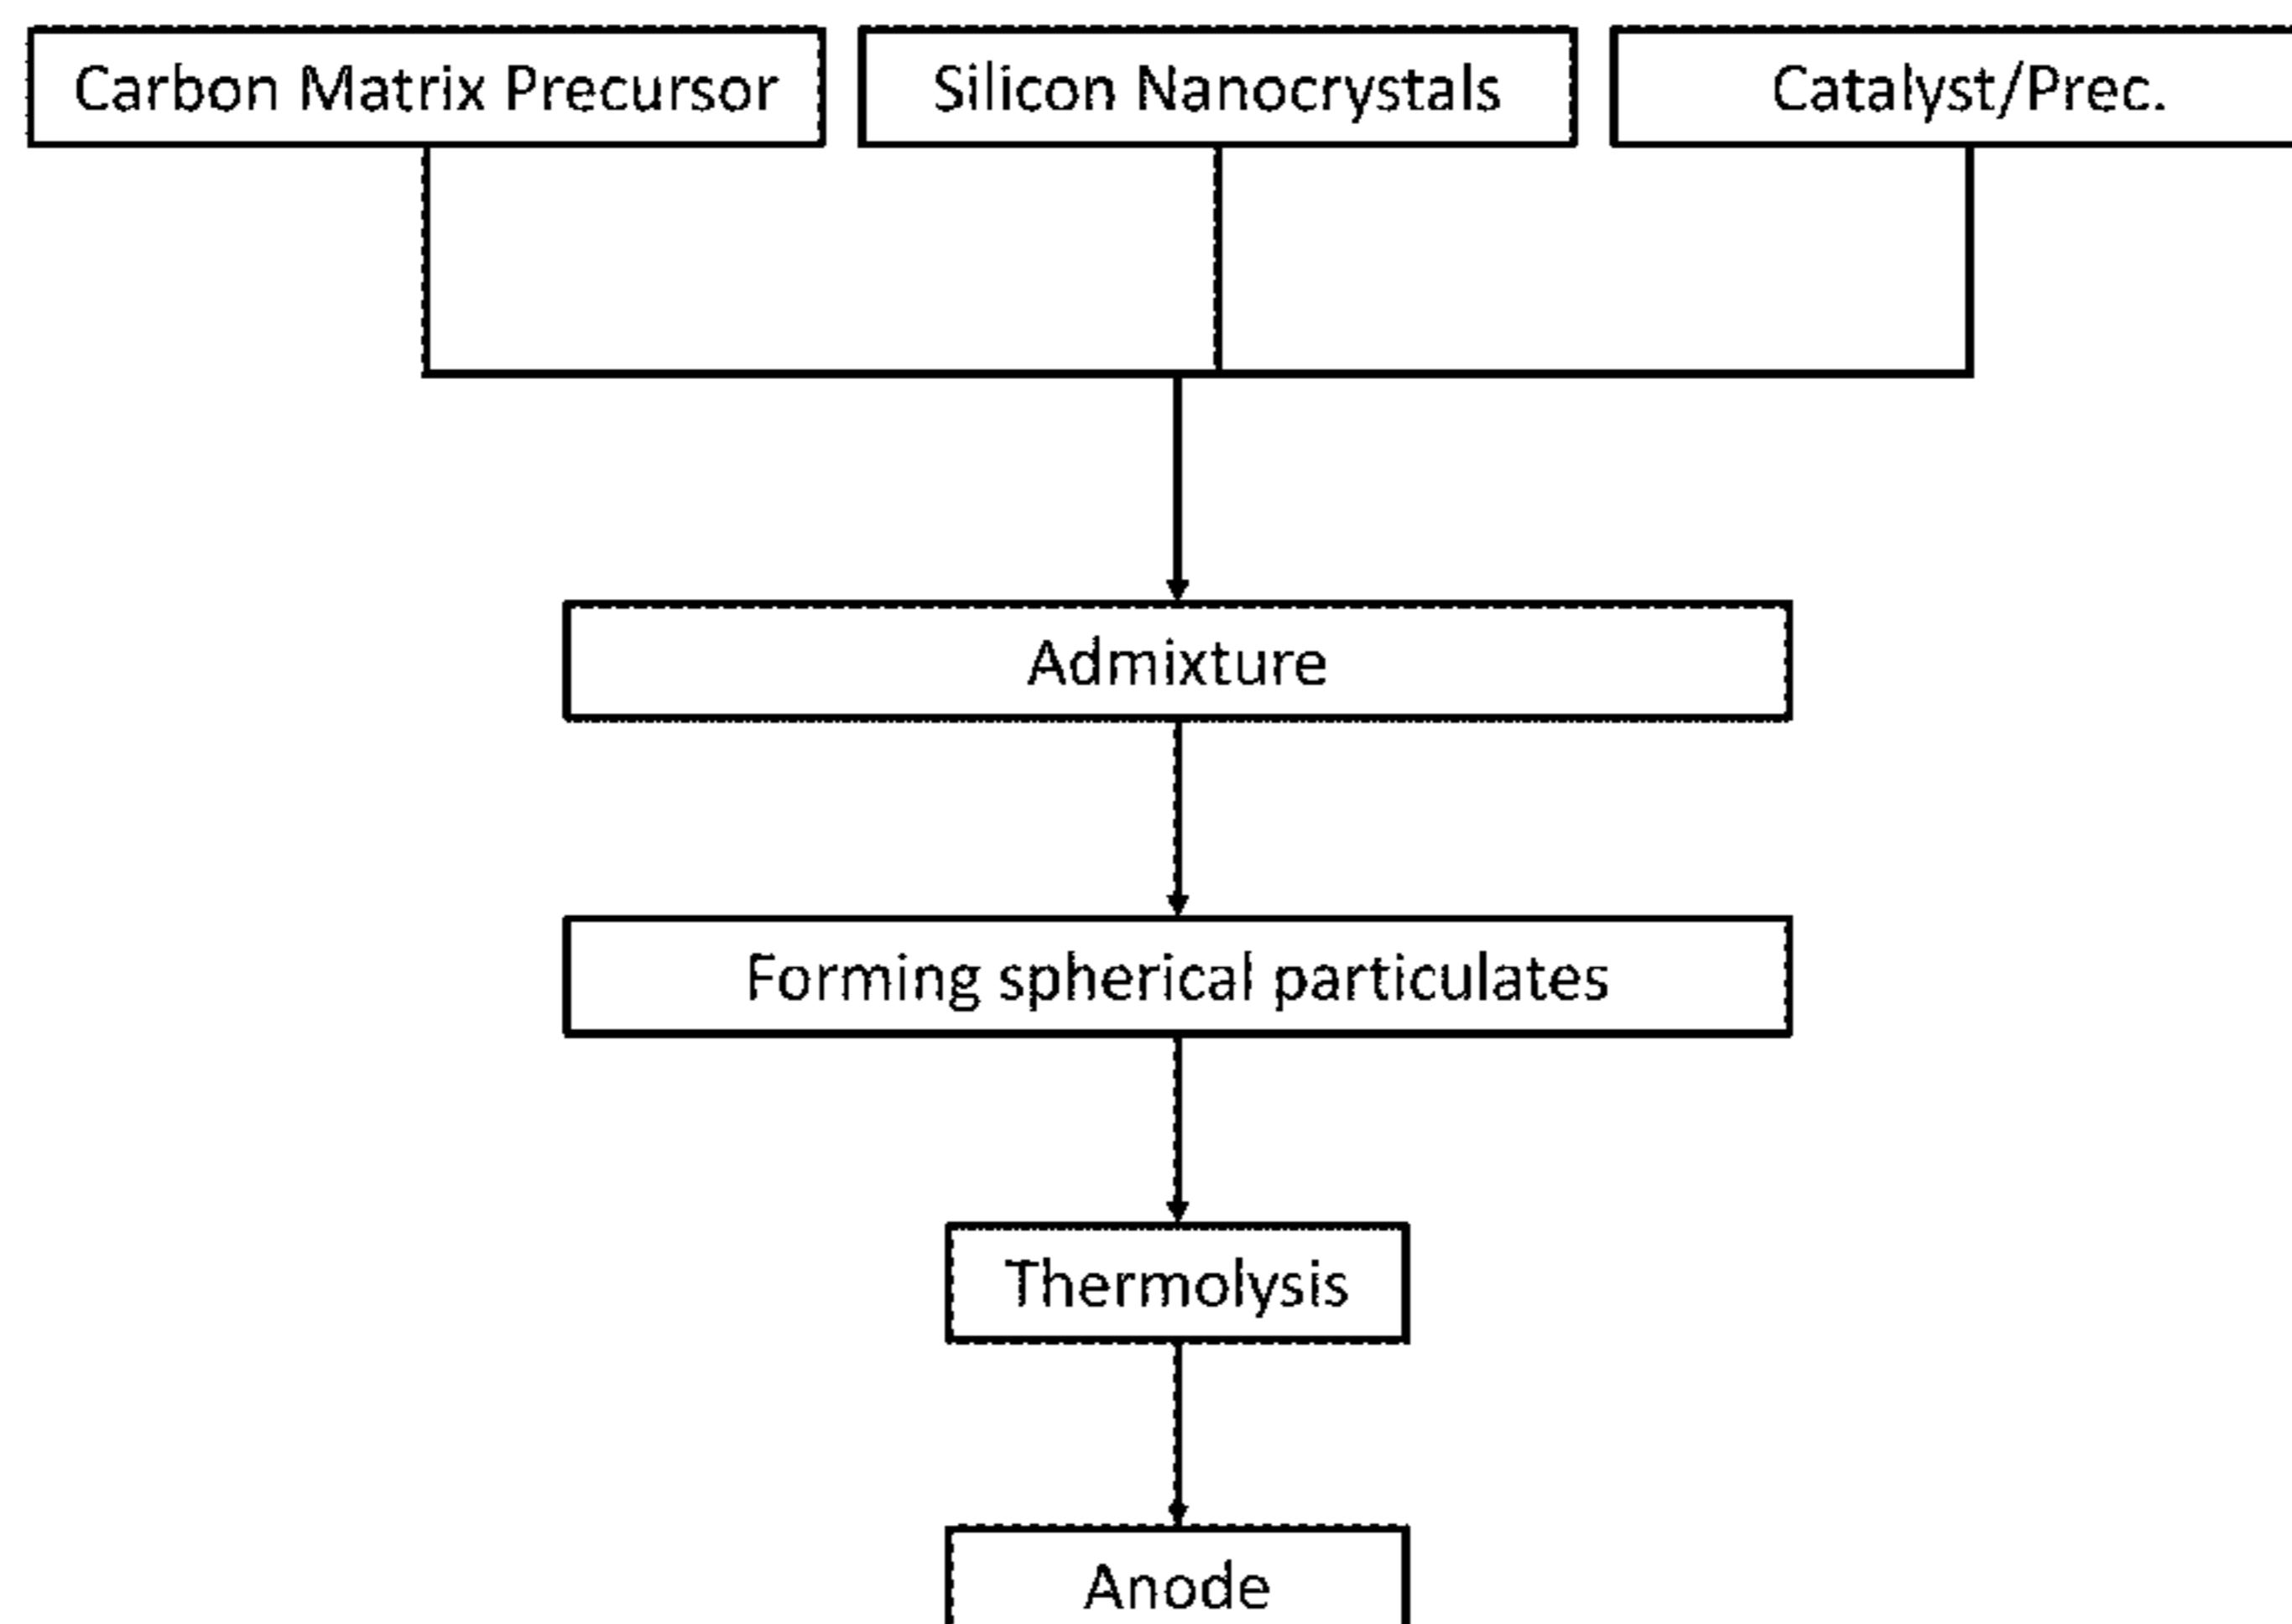 Carbon Matrix Precursor
Silicon Nanocrystals
Catalyst/Prec.
Admixture
Forming spherical particulates
Thermolysis
Anode